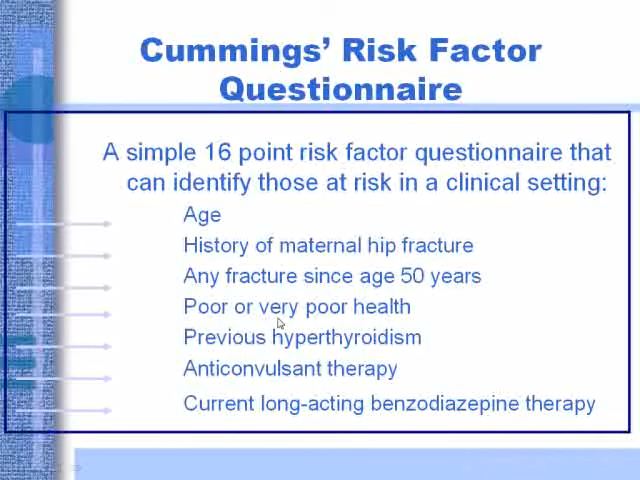 Cummings’ Risk Factor
Questionnaire
A simple 16 point risk factor questionnaire that
can identify those at risk in a clinical setting:
Age
History of maternal hip fracture
Any fracture since age 50 years
Poor or very poor health
Previous hyperthyroidism
Anticonvulsant therapy
Current long-acting benzodiazepine therapy